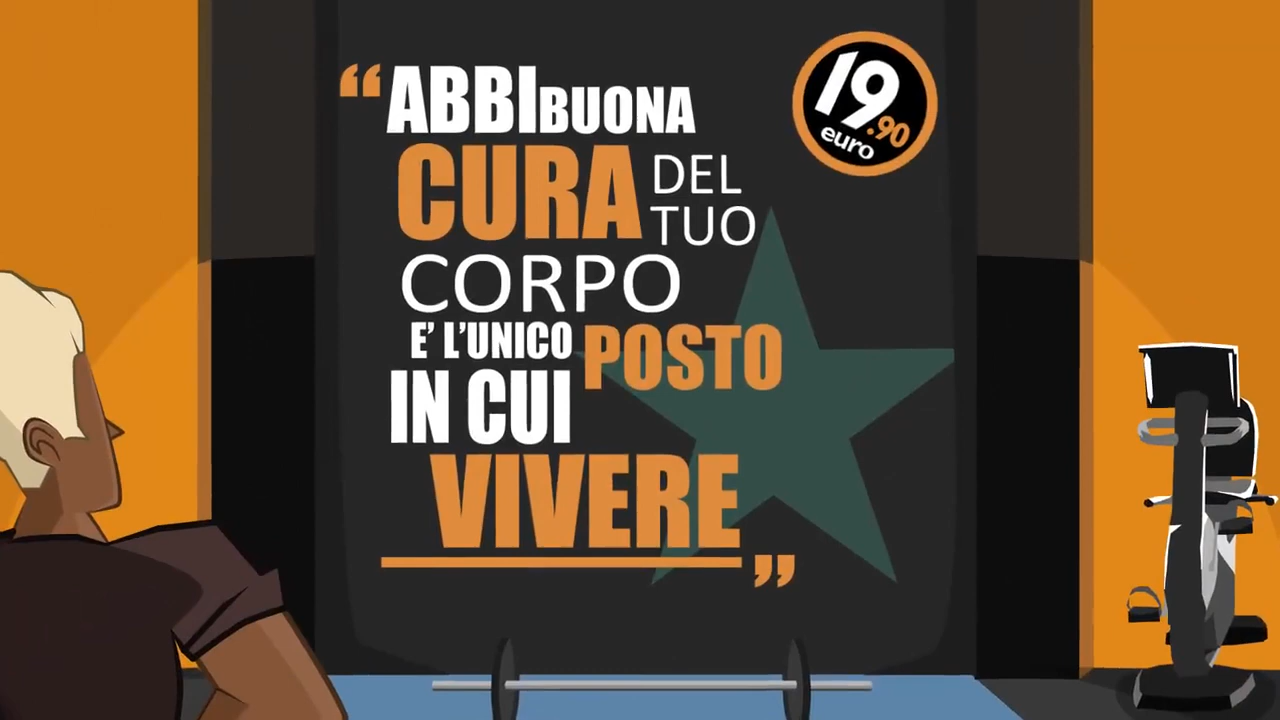 “ABBI BUONA
CURA DEL
TUO
CORPO
E’ L’UNICO POSTO
IN CUI
VIVERE”
19.90
euro